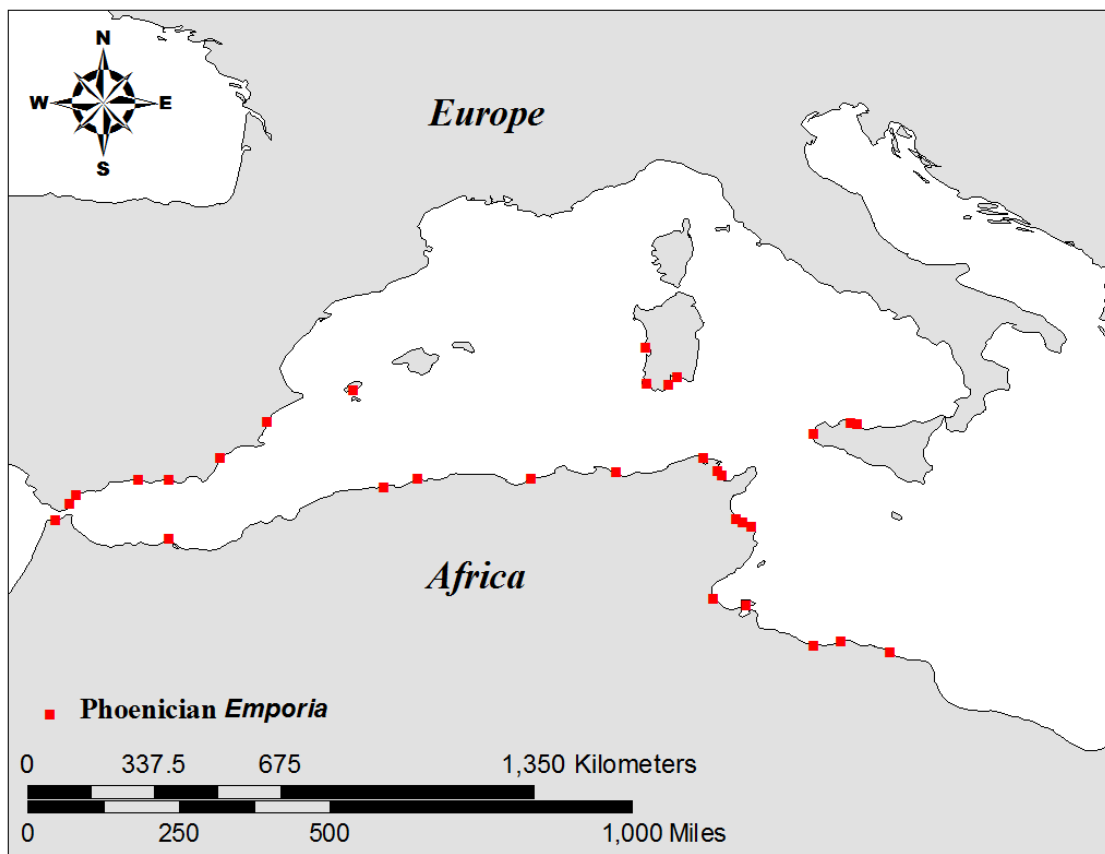 N
W E
S
Europe
Africa
Phoenician Emporia
0 337.5 675 1,350 Kilometers
0 250 500 1,000 Miles